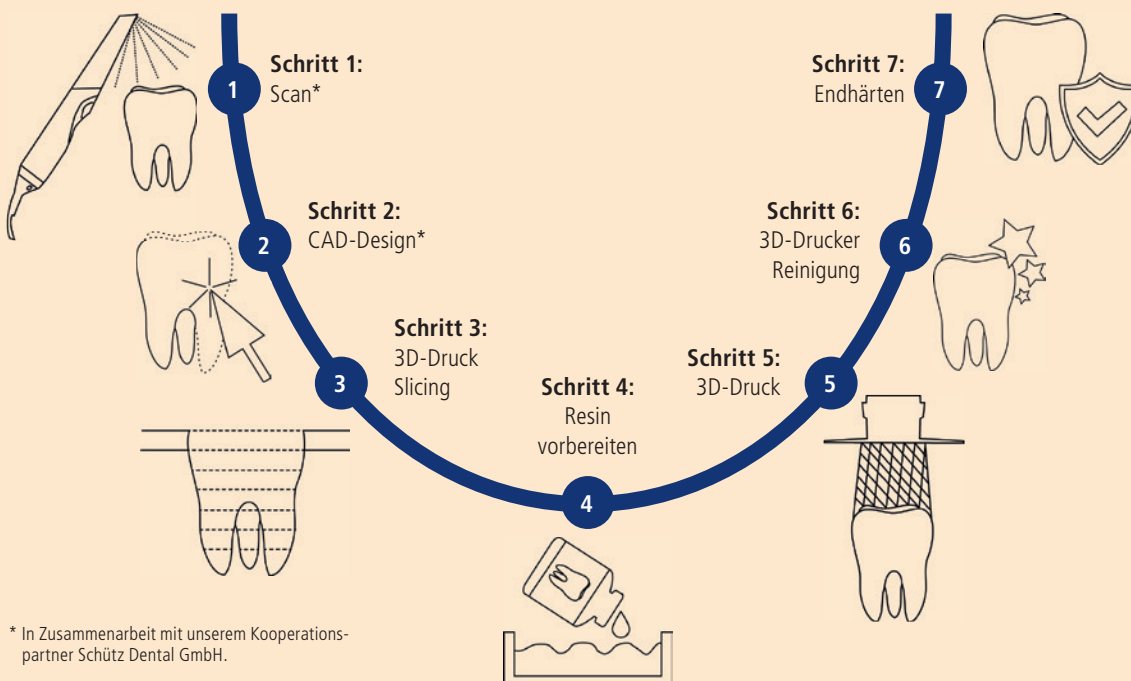 1
Schritt 1:
Scan*
2
Schritt 2:
CAD-Design*
3
Schritt 3:
3D-Druck
Slicing
Schritt 4:
Resin
vorbereiten
4
Schritt 5:
3D-Druck
5
Schritt 6:
3D-Drucker
Reinigung
6
Schritt 7:
Endhärten
7
* In Zusammenarbeit mit unserem Kooperations-
partner Schütz Dental GmbH.